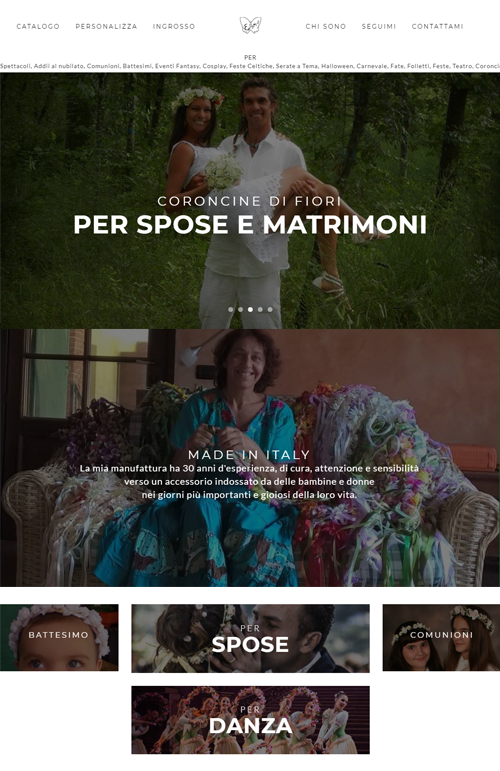 CATALOGO PERSONALIZZA INGROSSO CHI SONO SEGUIMI CONTATTAMI
PER
Spettacoli, Addii al nubilato, Comunioni, Battesimi, Eventi Fantasy, Cosplay, Feste Celtiche, Serate a Tema, Halloween, Carnevale, Fate, Folletti, Feste, Teatro, Coronci
CORONCINE DI FIORI
PER SPOSE E MATRIMONI
MADE IN ITALY
La mia manufattura ha 30 anni d'esperienza, di cura, attenzione e sensibilità
verso un accessorio indossato da delle bambine e donne
nei giorni più importanti e gioiosi della loro vita.
BATTESIMO
PER
SPOSE
COMUNIONI
PER
DANZA